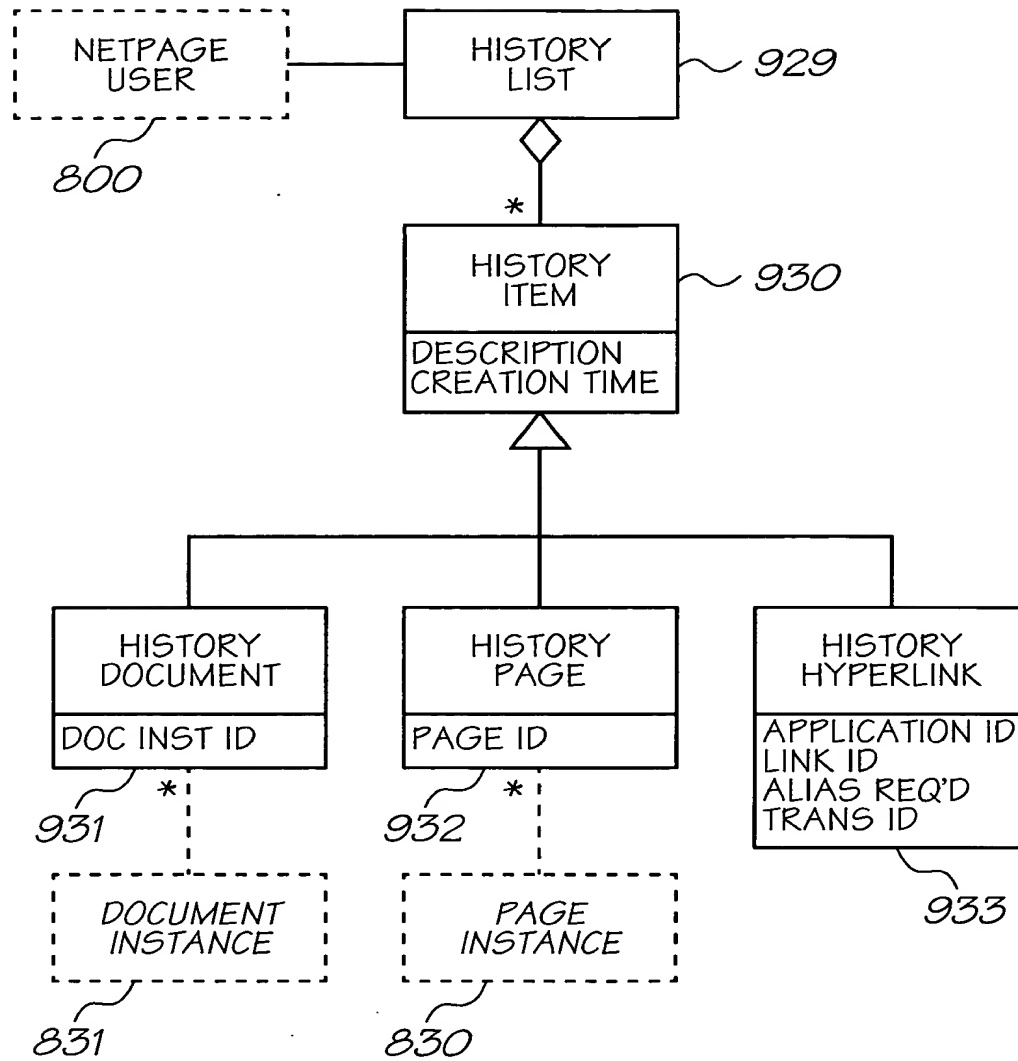 NETPAGE
USER
HISTORY
LIST
929
800
*
HISTORY
ITEM
930
DESCRIPTION
CREATION TIME
HISTORY
DOCUMENT
DOC INST ID
HISTORY
PAGE
PAGE ID
HISTORY
HYPERLINK
APPLICATION ID
LINK ID
ALIAS REQ'D
TRANS ID
931
*
932
*
933
DOCUMENT
INSTANCE
PAGE
INSTANCE
831
830